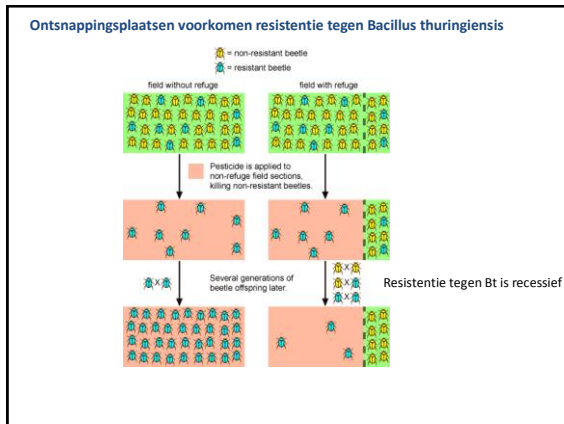 Ontsnappingsplaatsen voorkomen resistentie tegen Bacillus thuringiensis
= non-resistant beetle
= resistant beetle
field without refuge
field with refuge
Pesticide is applied to
non-refuge field sections,
killing non-resistant beetles.
X
Several generations of
beetle offspring later.
X
X
X
Resistentie tegen Bt is recessief